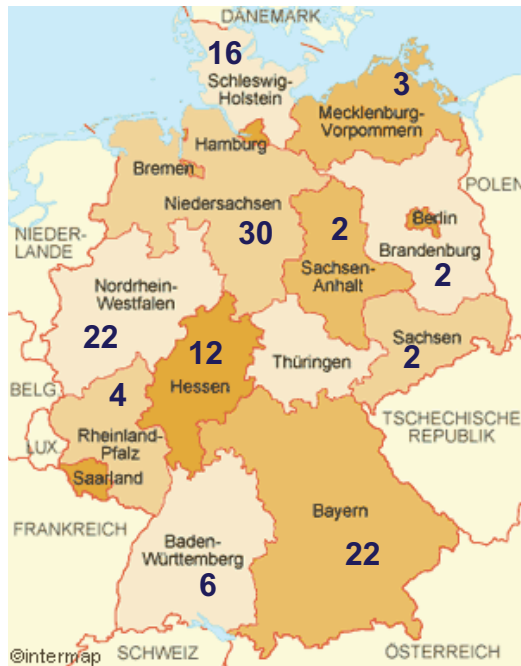 DÄNEMARK
16
Schleswig-
Holstein
3
Mecklenburg-
Vorpommern
Hamburg
Bremen
POLEN
Niedersachsen
30
2
Berlin
Brandenburg
2
NIEDER-
LANDE
Sachsen-
Anhalt
Nordrhein-
Westfalen
22
12
Hessen
Thüringen
Sachsen
2
BELG.
4
Rheinland-
Pfalz
LUX.
Saarland
TSCHECHISCHE
REPUBLIK
FRANKREICH
Bayern
22
Baden-
Württemberg
6
©intermap
SCHWEIZ
ÖSTERREICH